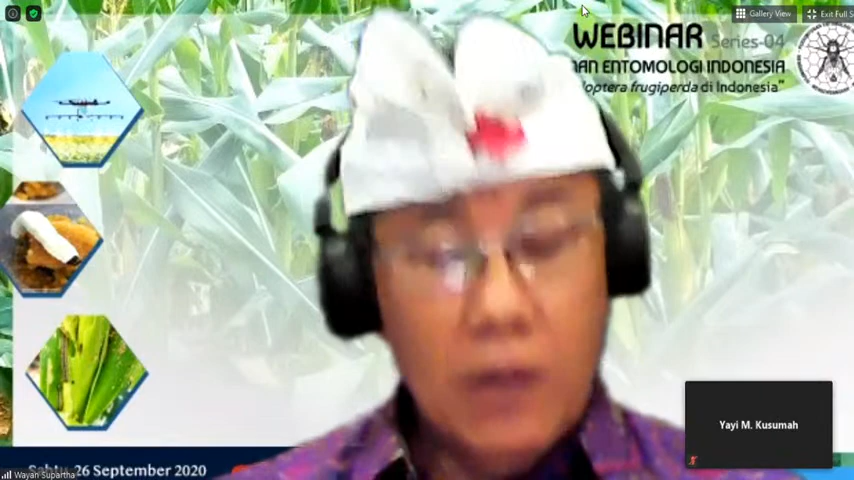 Gallery View
Exit Full S
WEBINAR Series-04
AN ENTOMOLOGI INDONESIA
optera frugiperda di Indonesia"
Yayi M. Kusumah
Sabtu, 26 September 2020
Wayan Supartha